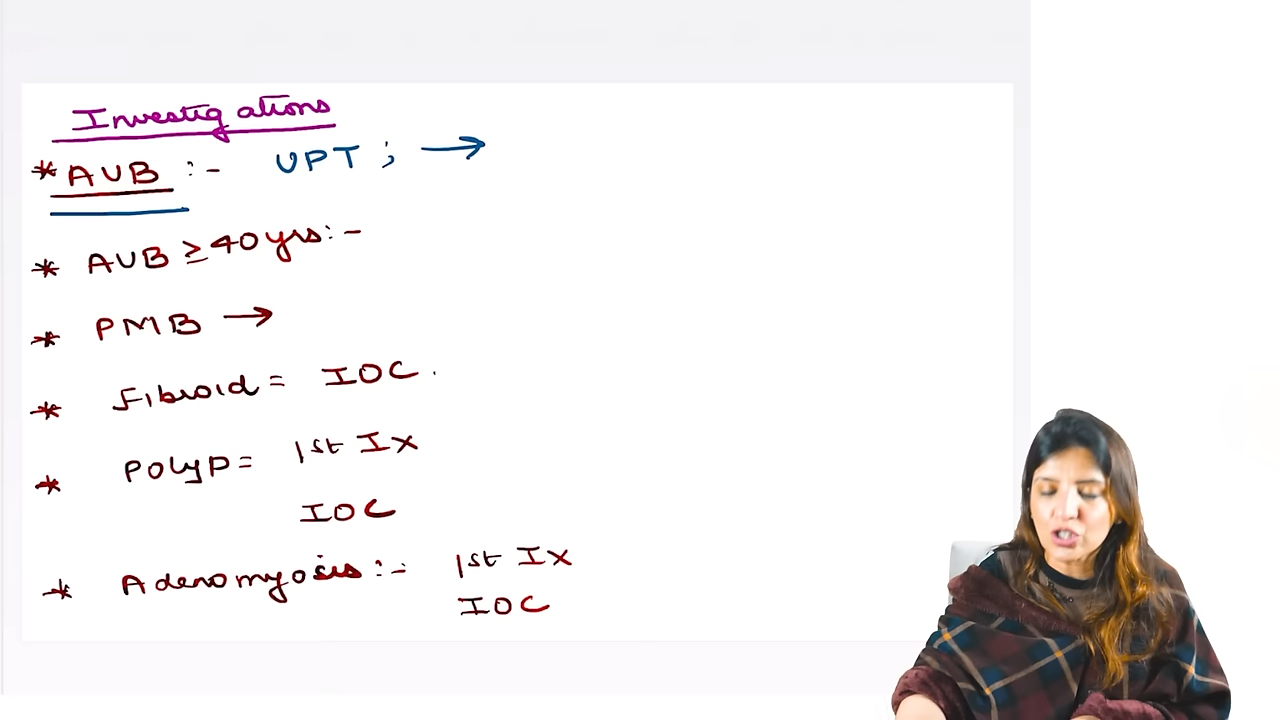 Investigations
* AUB :- UPT ; →
* AUB ≥ 40 yrs :-
* PMB →
* Fibroid = IOC .
* Polyp = 1st Ix
IOC
* Adenomyosis :- 1st Ix
IOC